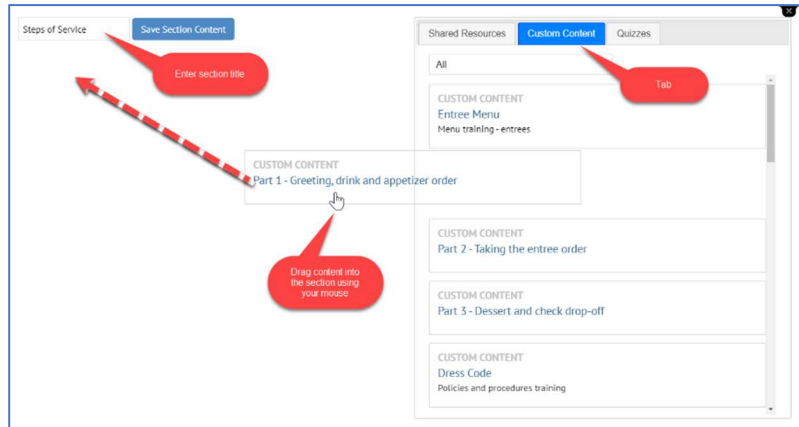 Steps of Service
Save Section Content
Enter section title
Shared Resources
Custom Content
Quizzes
All
Tab
CUSTOM CONTENT
Entree Menu
Menu training - entrees
CUSTOM CONTENT
Part 1 - Greeting, drink and appetizer order
Drag content into
the section using
your mouse
CUSTOM CONTENT
Part 2 - Taking the entree order
CUSTOM CONTENT
Part 3 - Dessert and check drop-off
CUSTOM CONTENT
Dress Code
Policies and procedures training